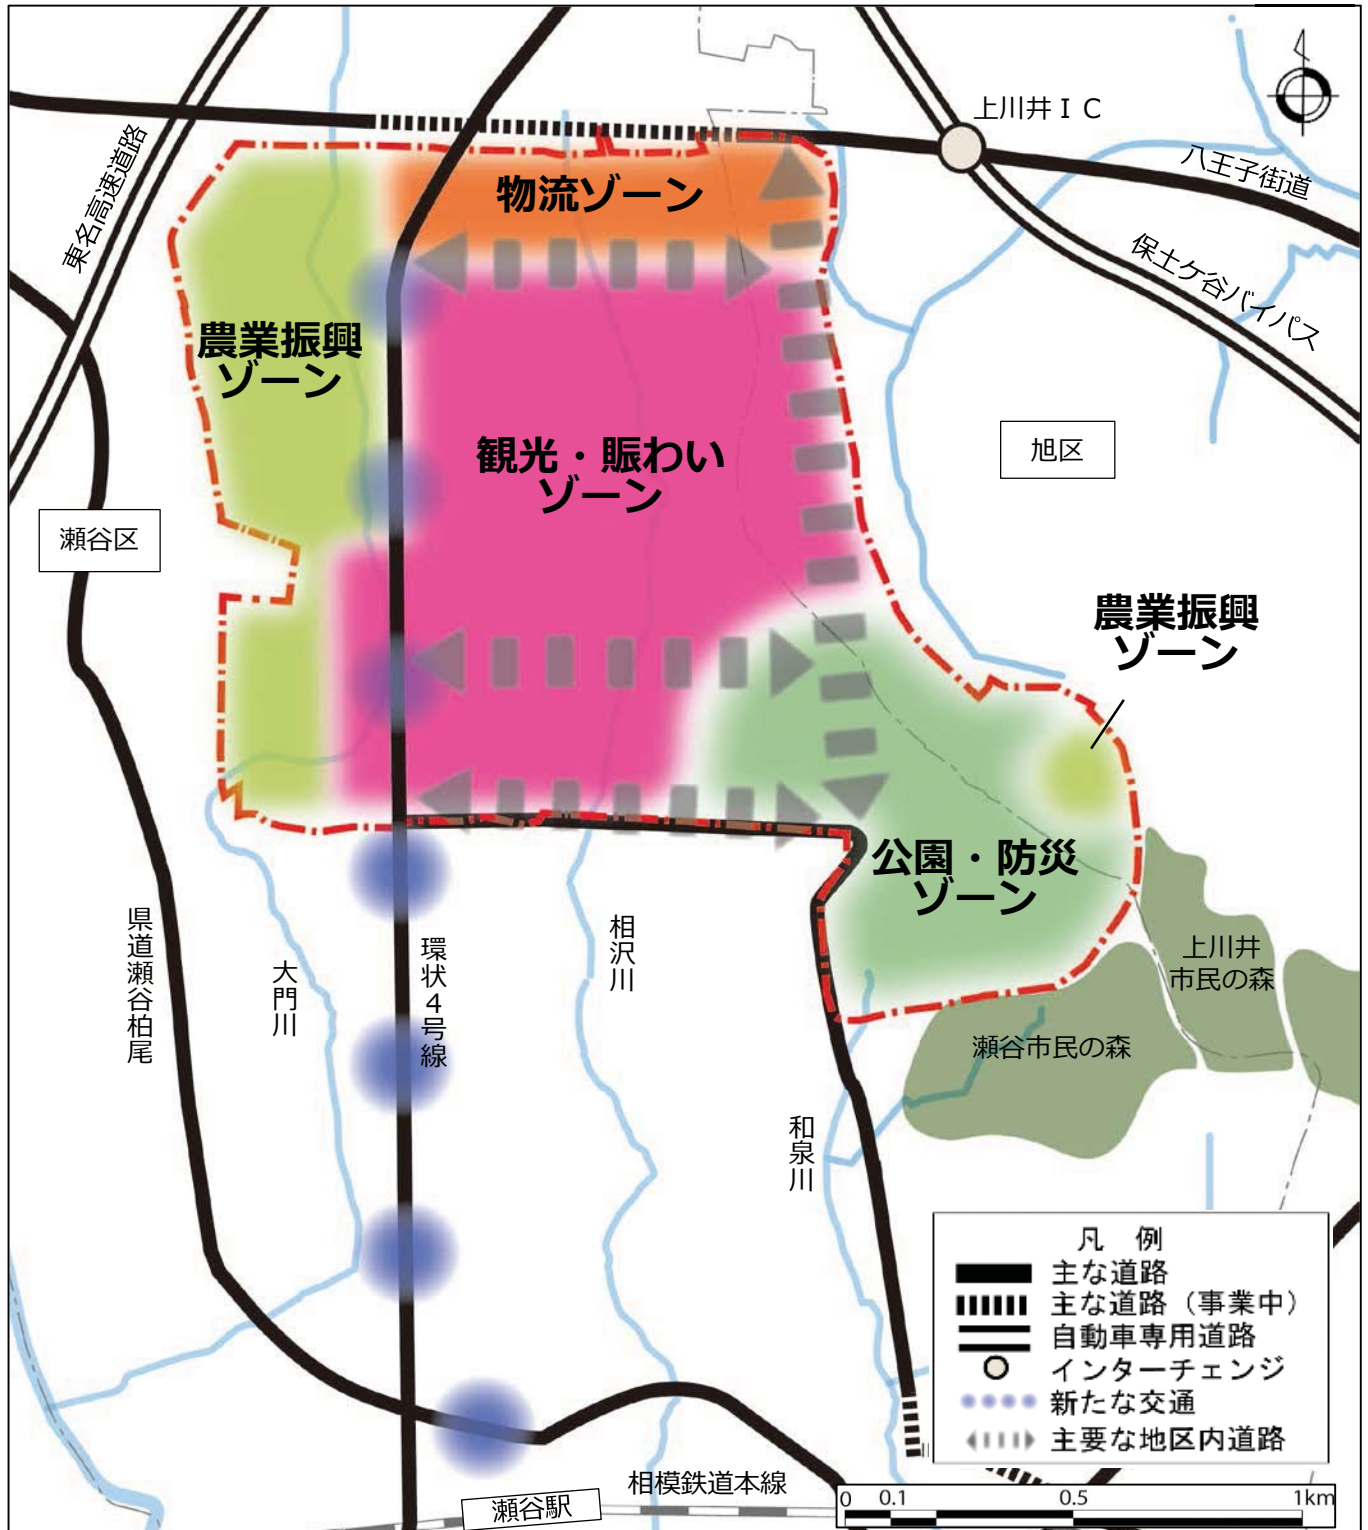 上川井ＩＣ
八王子街道
東名高速道路
物流ゾーン
保土ケ谷バイパス
農業振興
ゾーン
観光・賑わい
ゾーン
旭区
瀬谷区
農業振興
ゾーン
公園・防災
ゾーン
県道瀬谷柏尾
大門川
環状４号線
相沢川
上川井
市民の森
瀬谷市民の森
和泉川
凡 例
主な道路
主な道路（事業中）
自動車専用道路
インターチェンジ
新たな交通
主要な地区内道路
相模鉄道本線
瀬谷駅
0 0.1 0.5 1km